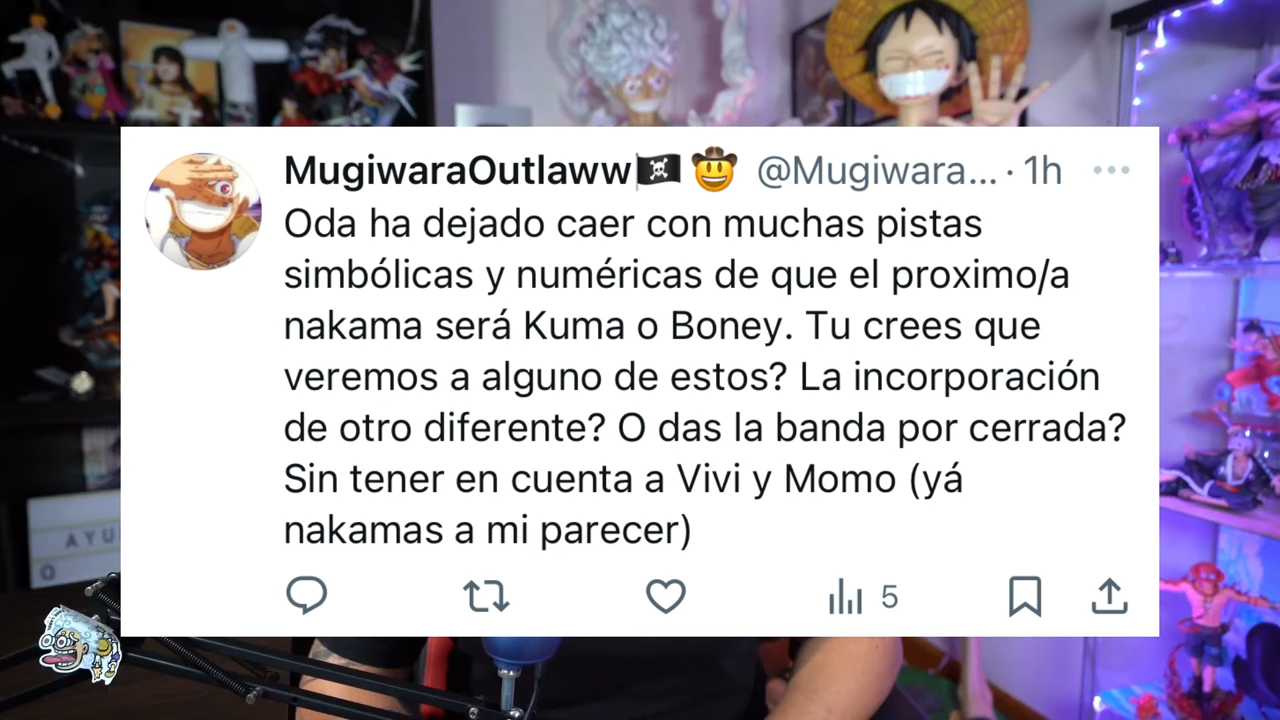 MugiwaraOutlaww🏴‍☠️🤠 @Mugiwara... · 1h ···
Oda ha dejado caer con muchas pistas
simbólicas y numéricas de que el proximo/a
nakama será Kuma o Boney. Tu crees que
veremos a alguno de estos? La incorporación
de otro diferente? O das la banda por cerrada?
Sin tener en cuenta a Vivi y Momo (yá
nakamas a mi parecer)
5
AYU